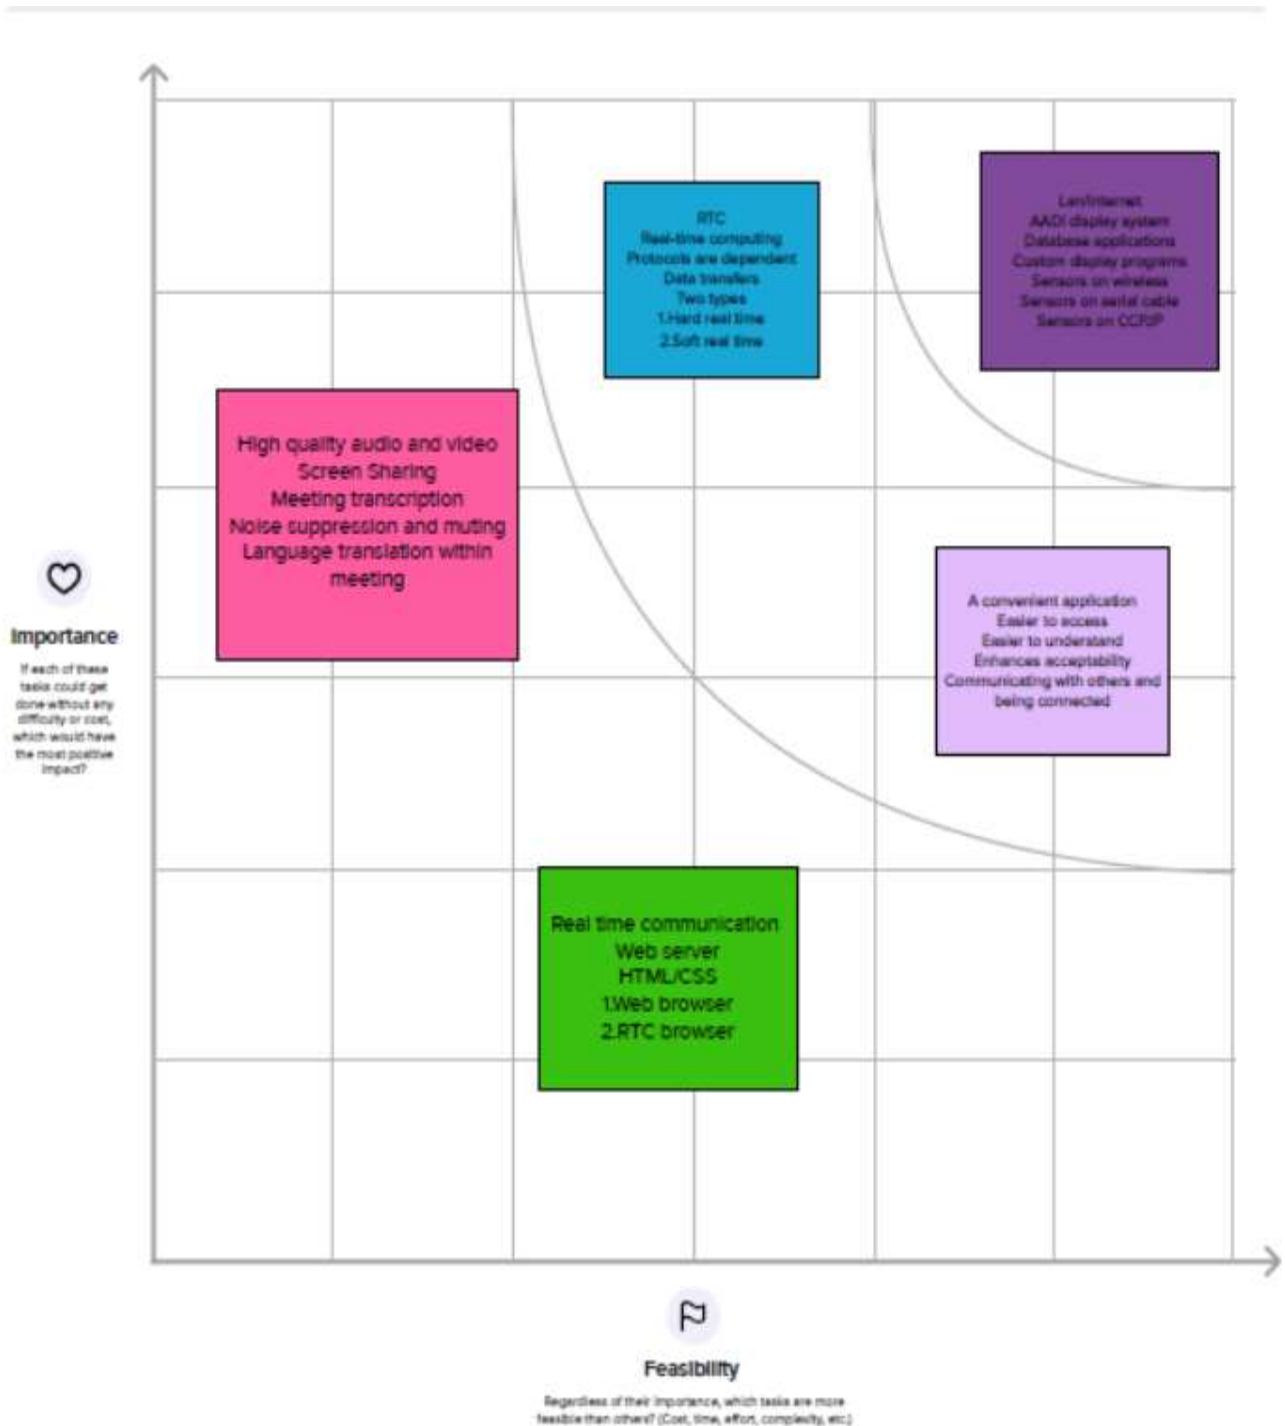 RTC
Real-time computing
Protocols are dependent
Data transfers
Two types
1.Hard real time
2.Soft real time
Lan/Internet
AADI display system
Database applications
Custom display programs
Sensors on wireless
Sensors on serial cable
Sensors on
High quality audio and video
Screen Sharing
Meeting transcription
Noise suppression and muting
Language translation within
meeting
Importance
If each of these
tasks could get
done without any
difficulty or cost,
which would have
the most positive
impact?
A convenient application
Easier to access
Easier to understand
Enhances acceptability
Communicating with others and
being connected
Real time communication
Web server
HTML/CSS
1.Web browser
2.RTC browser
Feasibility
Regardless of their importance, which tasks are more
feasible than others? (Cost, time, effort, complexity, etc.)